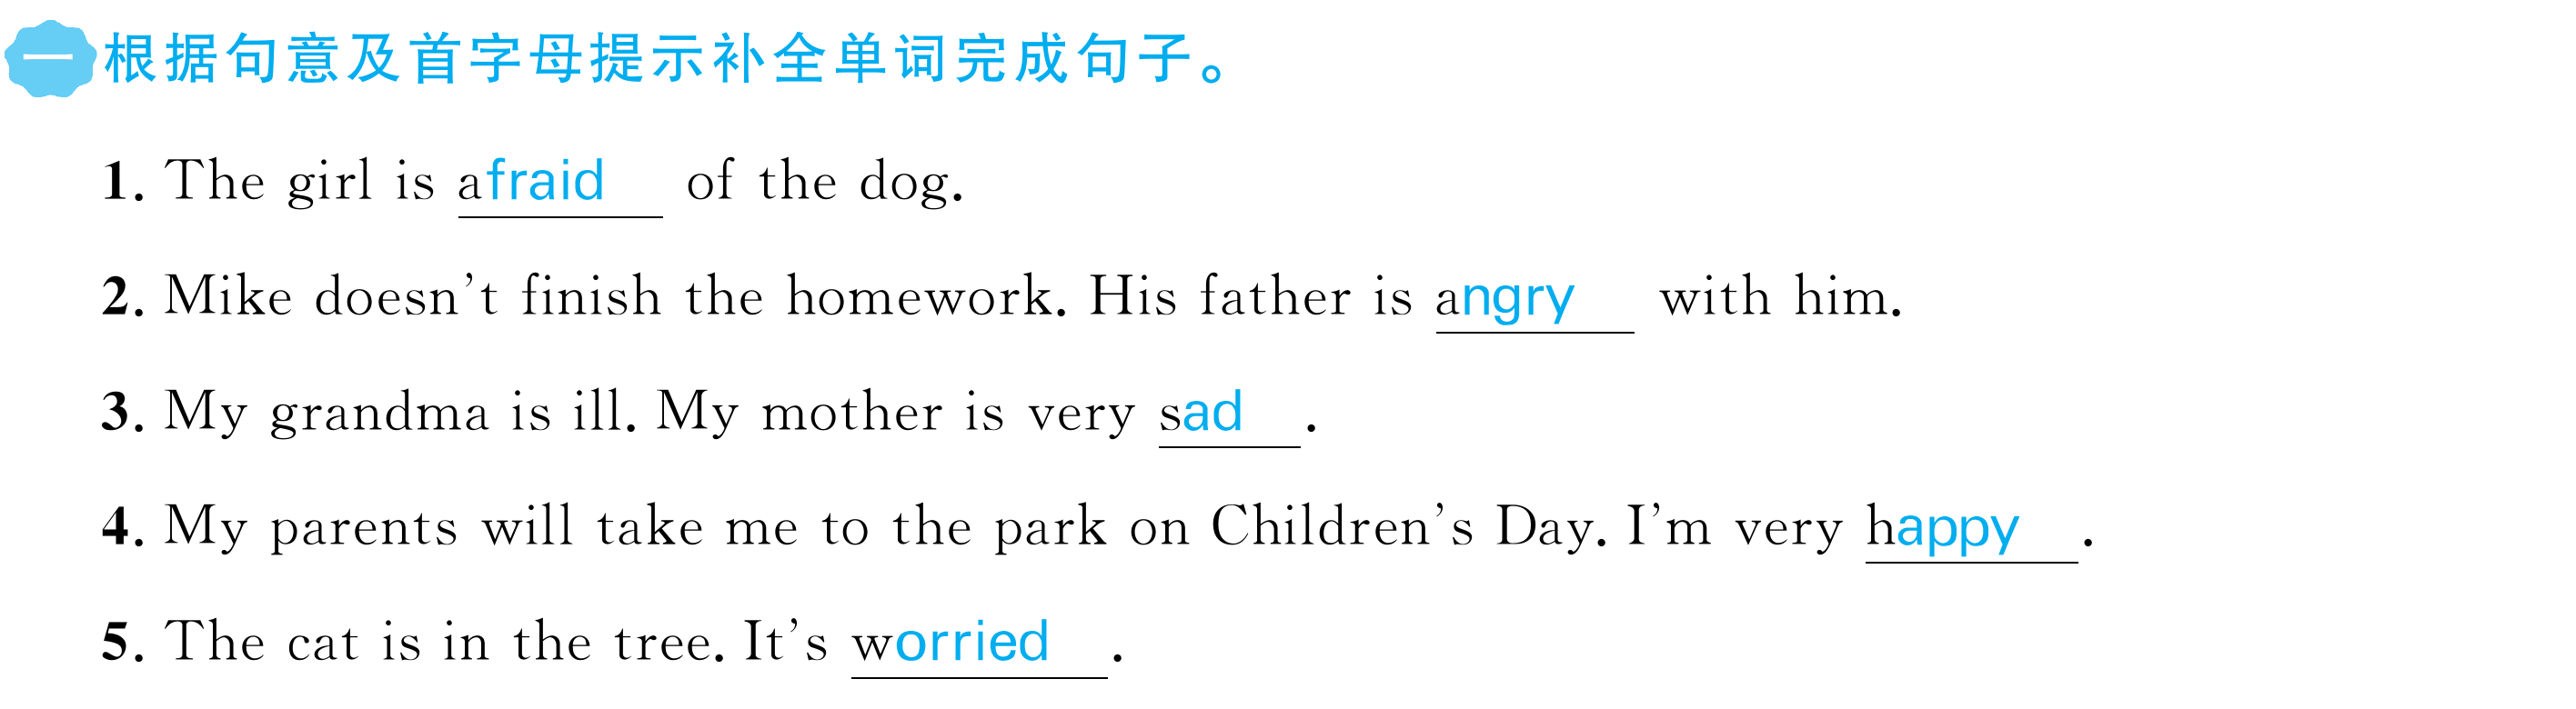 一 根据句意及首字母提示补全单词完成句子。
1. The girl is afraid of the dog.
2. Mike doesn’t finish the homework. His father is angry with him.
3. My grandma is ill. My mother is very sad.
4. My parents will take me to the park on Children’s Day. I’m very happy.
5. The cat is in the tree. It’s worried.